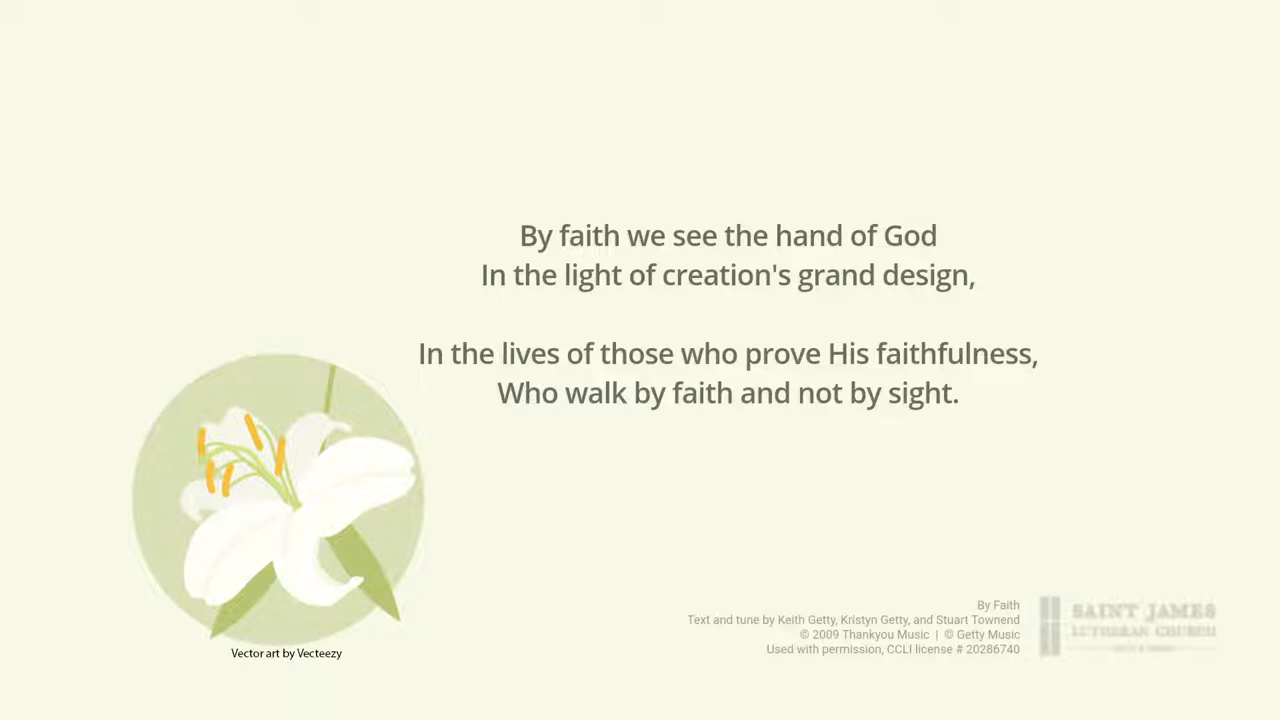 By faith we see the hand of God
In the light of creation's grand design,
In the lives of those who prove His faithfulness,
Who walk by faith and not by sight.
Vector art by Vecteezy
By Faith
Text and tune by Keith Getty, Kristyn Getty, and Stuart Townend
© 2009 Thankyou Music | © Getty Music
Used with permission, CCLI license # 20286740
SAINT JAMES
LUTHERAN CHURCH